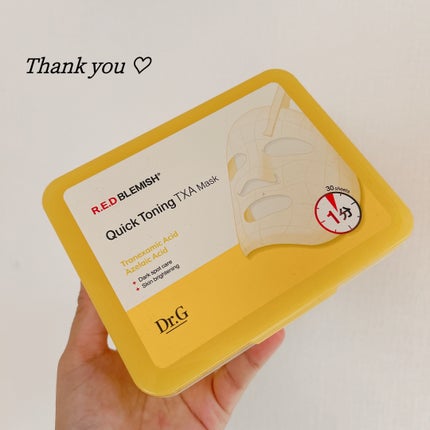 Thank you ♡
R.E.D BLEMISH®
Quick Toning TXA Mask
Tranexamic Acid
Azelaic Acid
• Dark spot care
• Skin brightening
30 sheets
1分
Dr.G